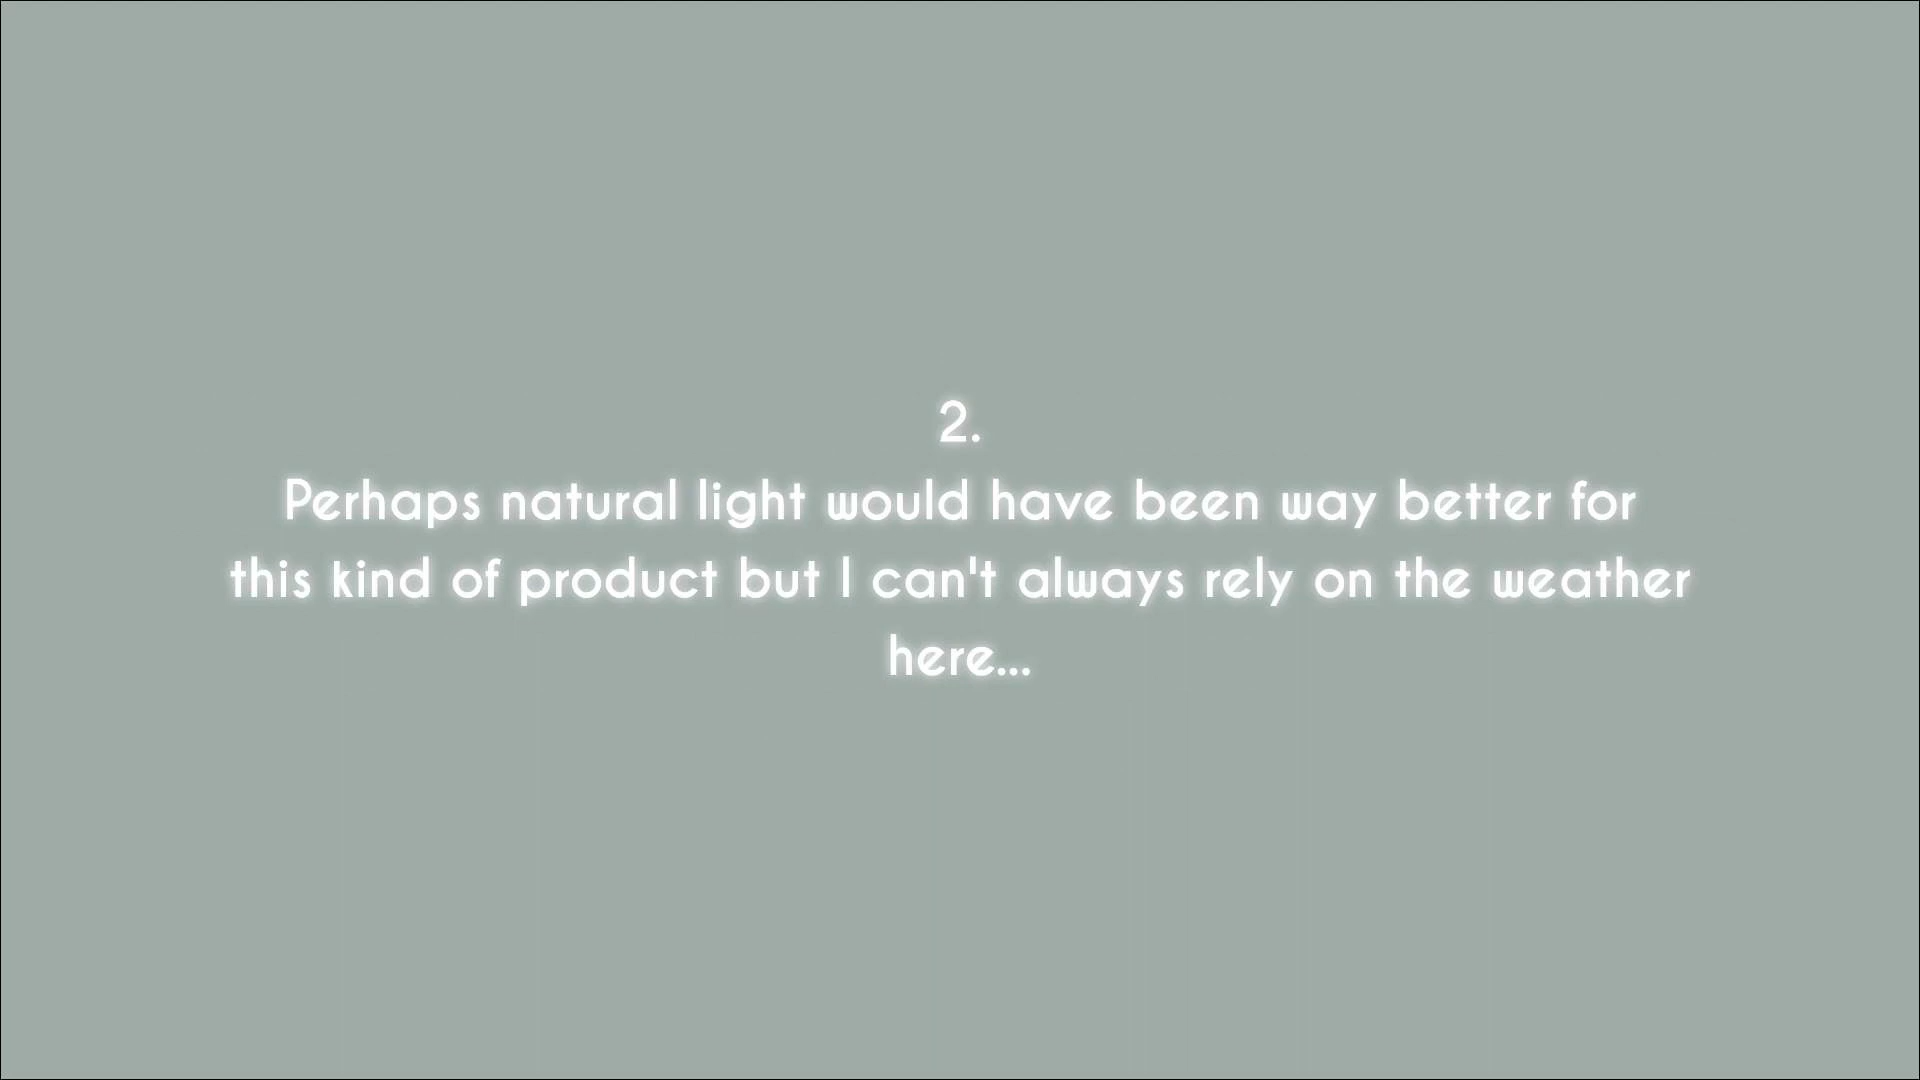 2.
Perhaps natural light would have been way better for
this kind of product but I can't always rely on the weather
here...